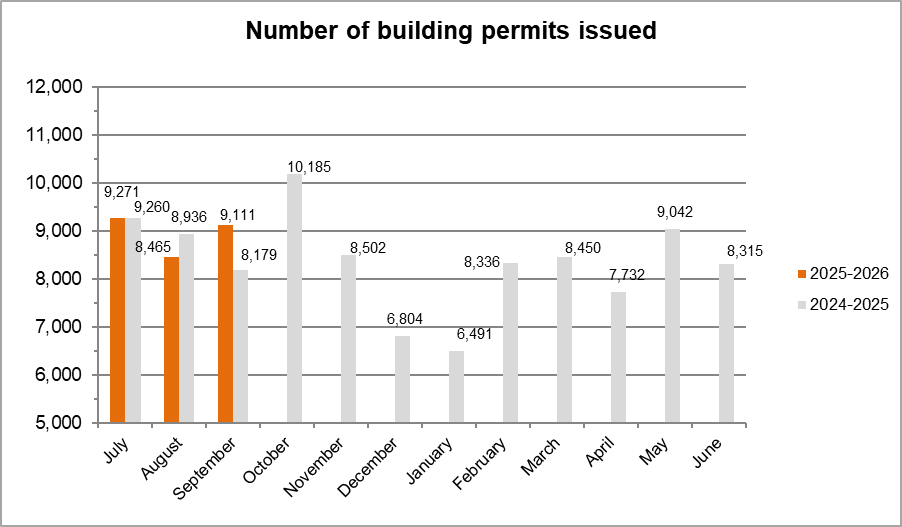 Number of building permits issued
12,000
11,000
10,000
9,000
8,000
7,000
6,000
5,000
9,271
9,260
8,465
8,936
9,111
8,179
10,185
8,502
6,804
6,491
8,336
8,450
7,732
9,042
8,315
July
August
September
October
November
December
January
February
March
April
May
June
2025-2026
2024-2025